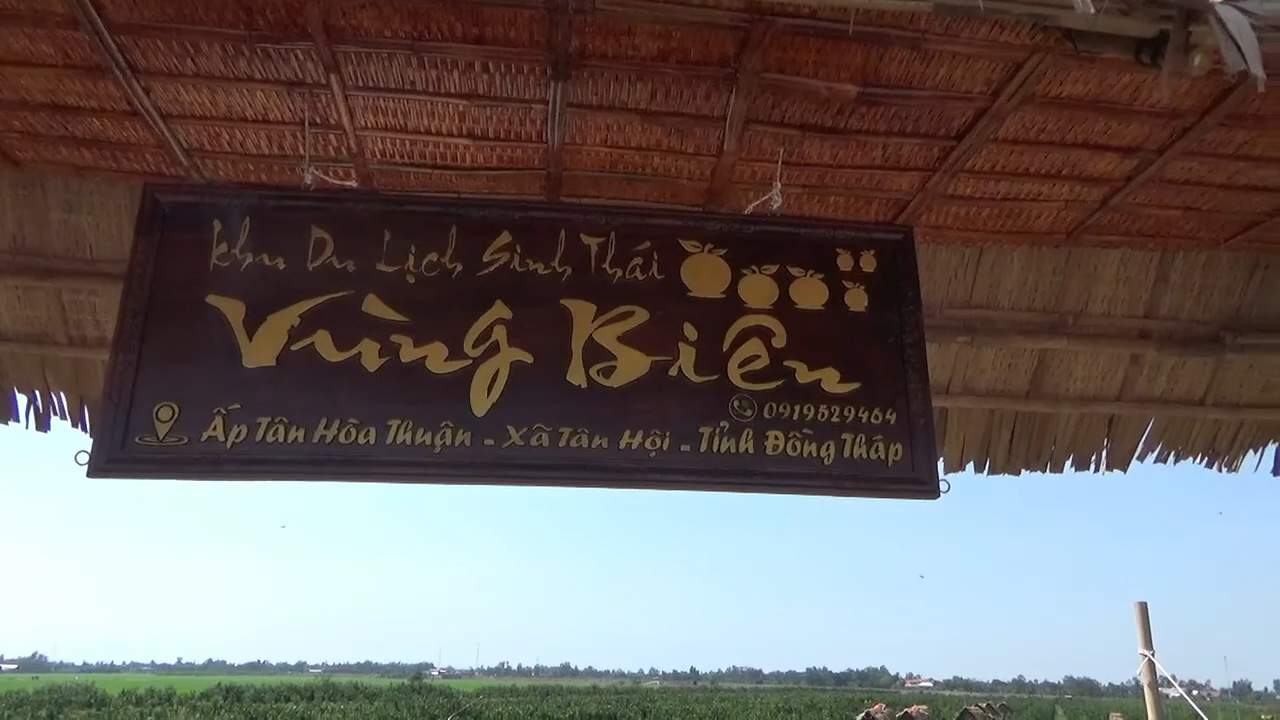 Khu Du Lịch Sinh Thái
Vùng Biên
0919529464
Ấp Tân Hòa Thuận - Xã Tân Hội - Tỉnh Đồng Tháp